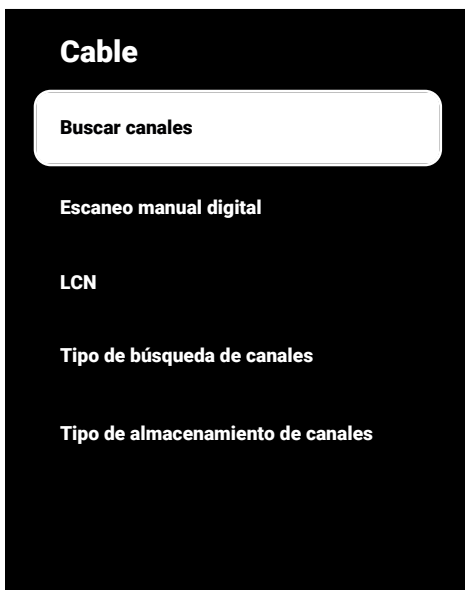 Cable
Buscar canales
Escaneo manual digital
LCN
Tipo de búsqueda de canales
Tipo de almacenamiento de canales